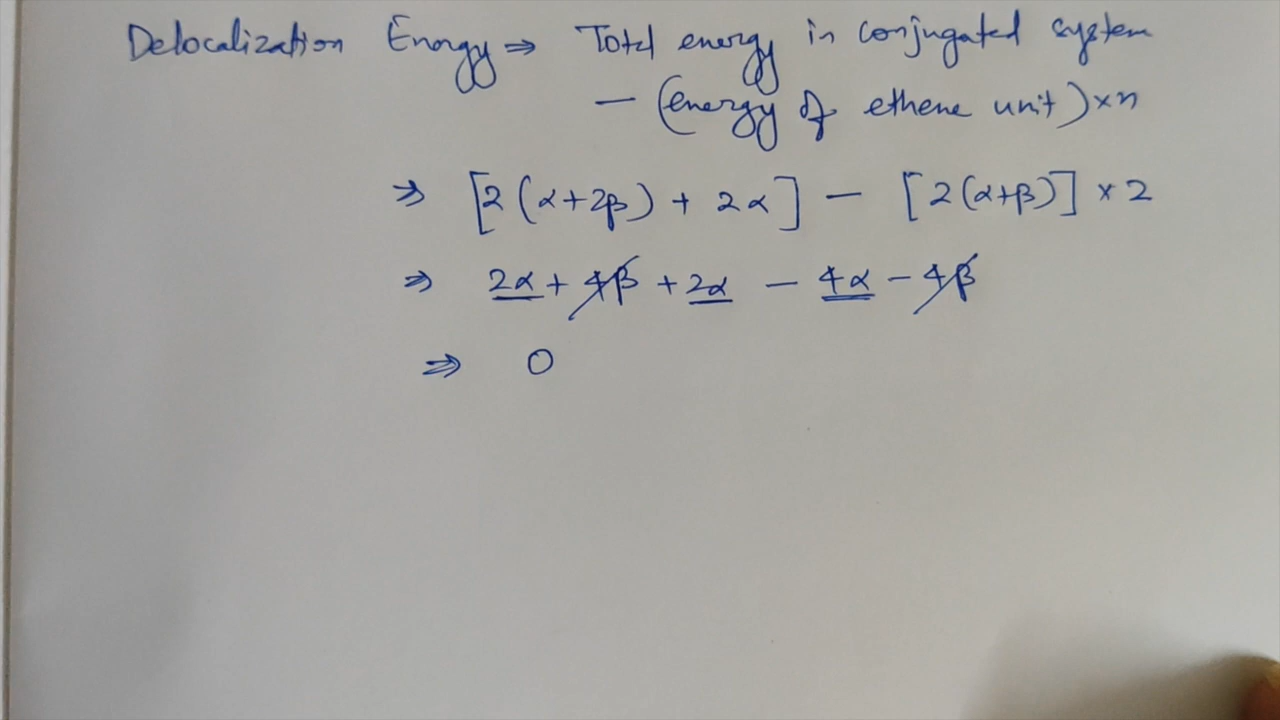 Delocalization Energy ⇒ Total energy in conjugated system
— (energy of ethene unit) × n
⇒ [2(α+2β) + 2α] — [2(α+β)] × 2
⇒ 2α + 4β + 2α - 4α - 4β
⇒ 0